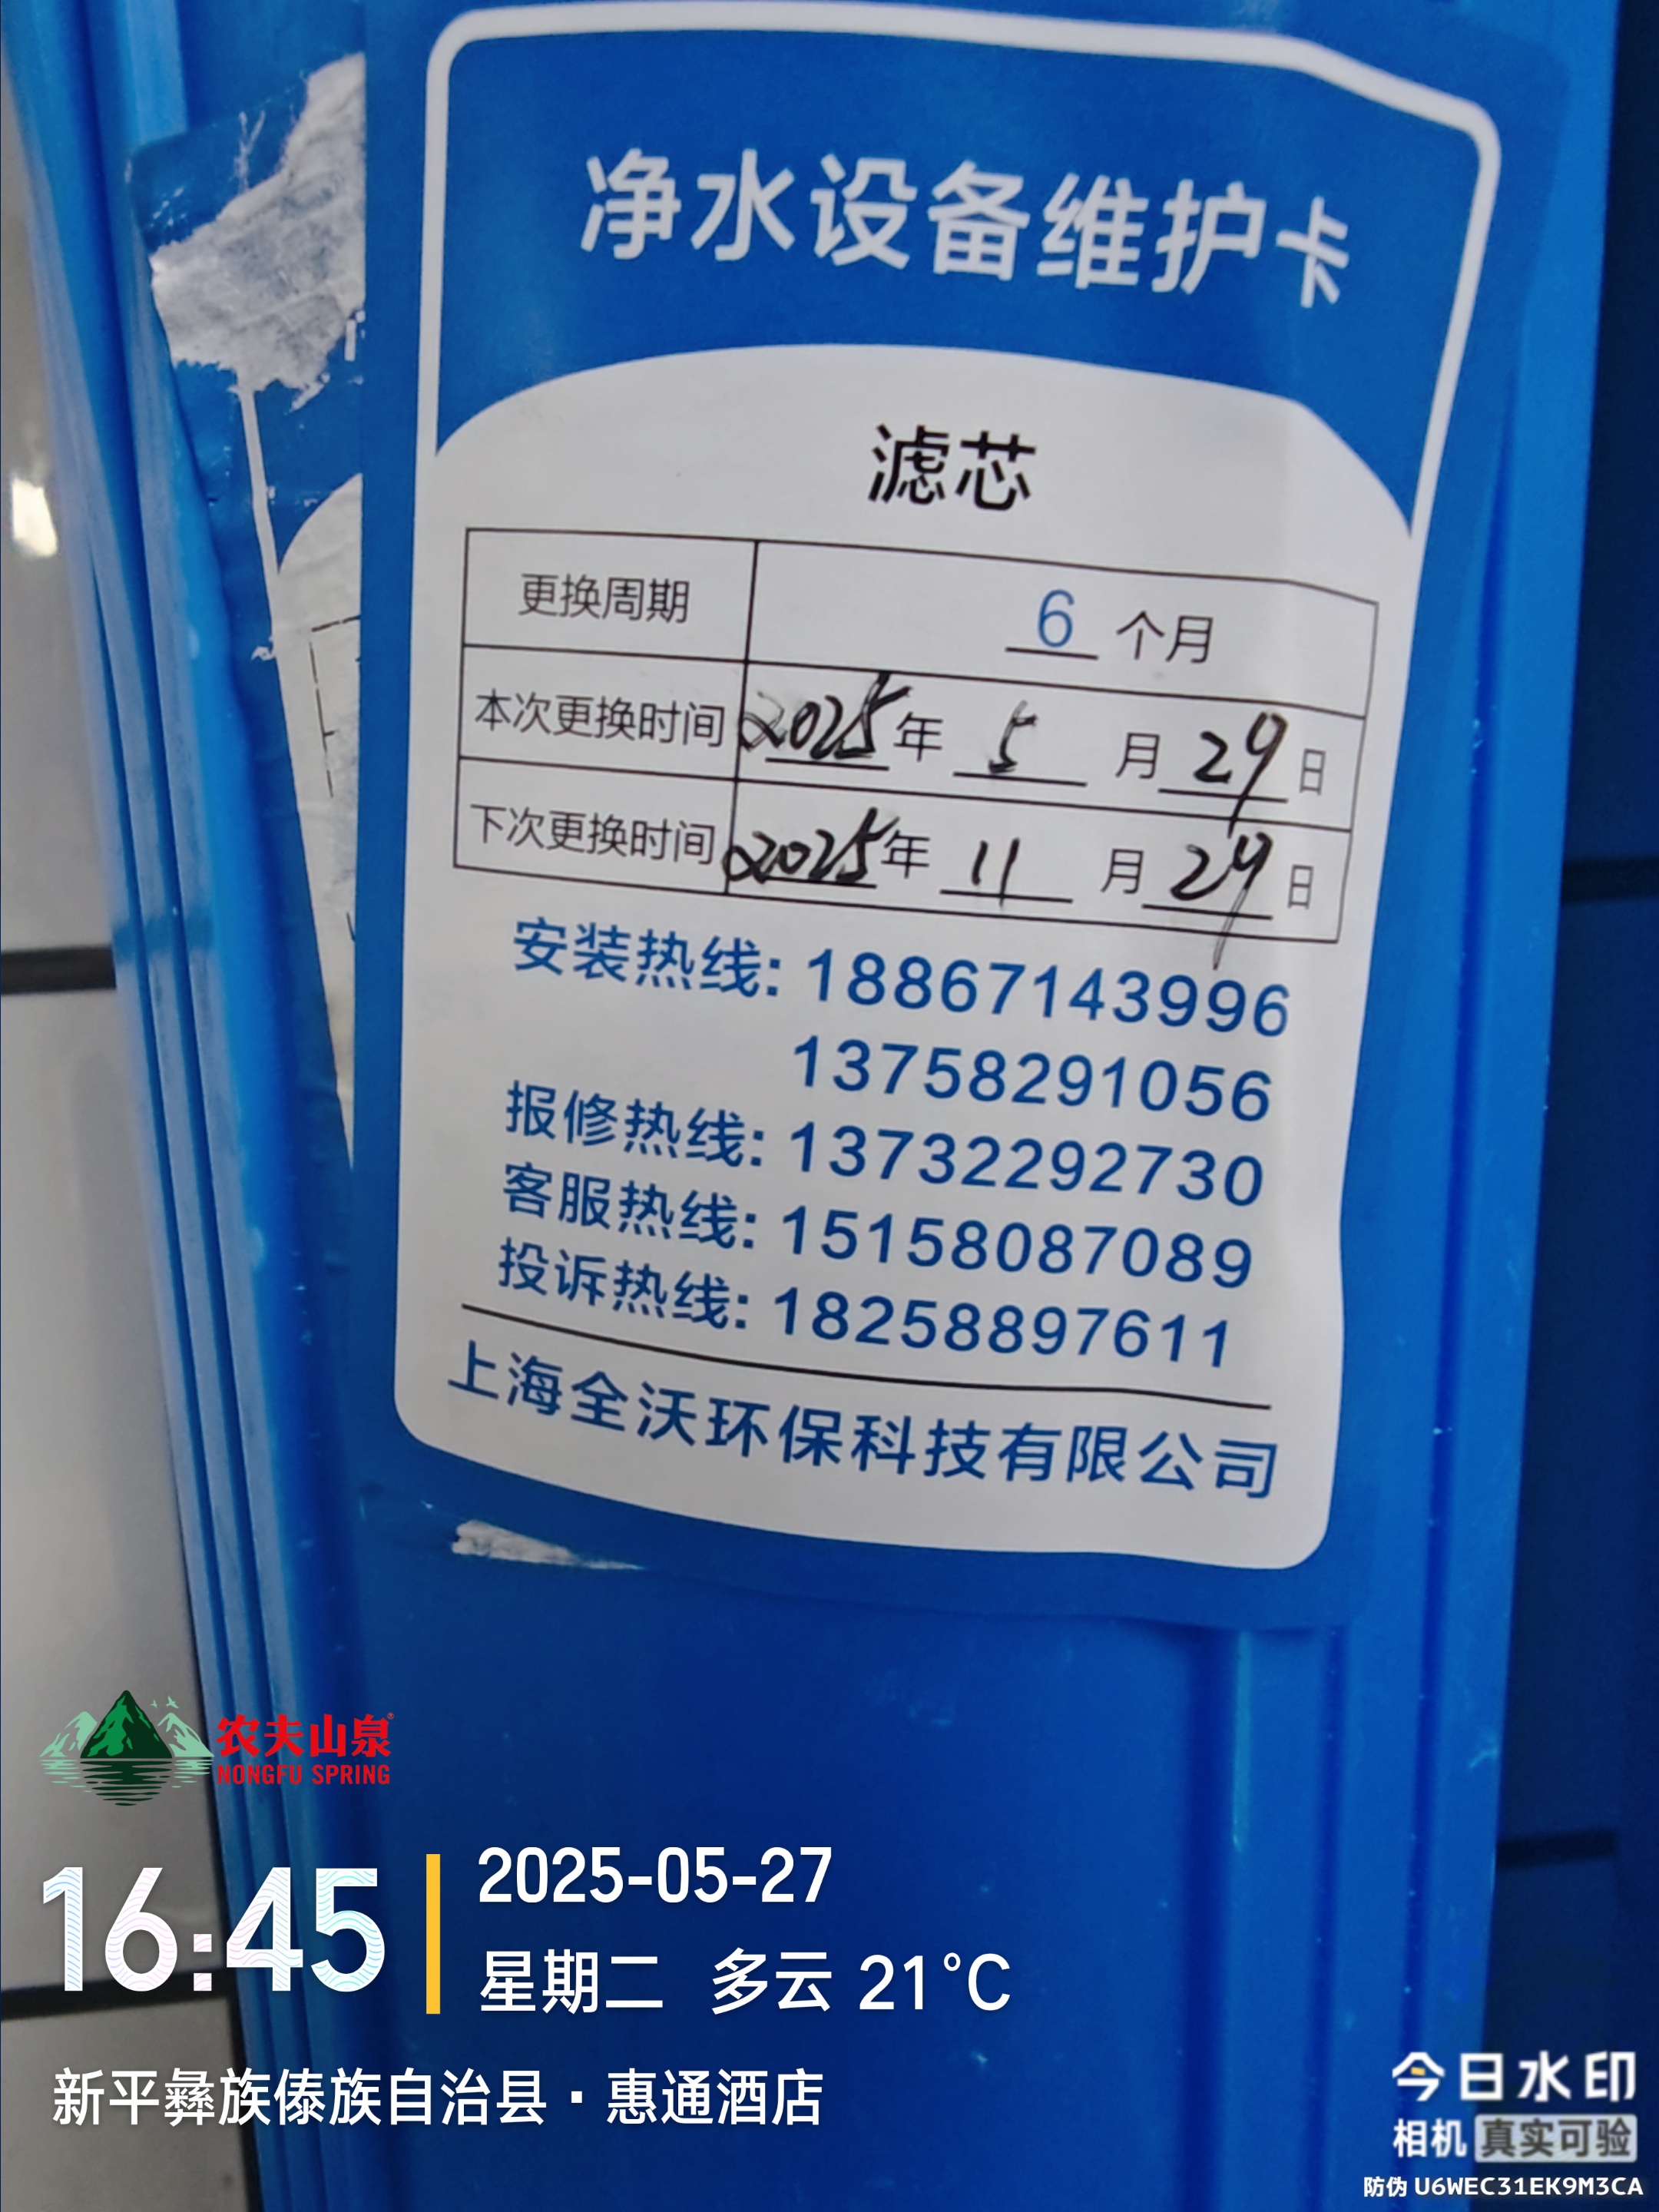 净水设备维护卡
滤芯
更换周期 6 个月
本次更换时间 2025年 5 月 29 日
下次更换时间 2025年 11 月 29 日
安装热线: 18867143996
13758291056
报修热线: 13732292730
客服热线: 15158087089
投诉热线: 18258897611
上海全沃环保科技有限公司
农夫山泉®
NONGFU SPRING
16:45
2025-05-27
星期二 多云 21°C
新平彝族傣族自治县·惠通酒店
今日水印
相机 真实可验
防伪 U6WEC31EK9M3CA